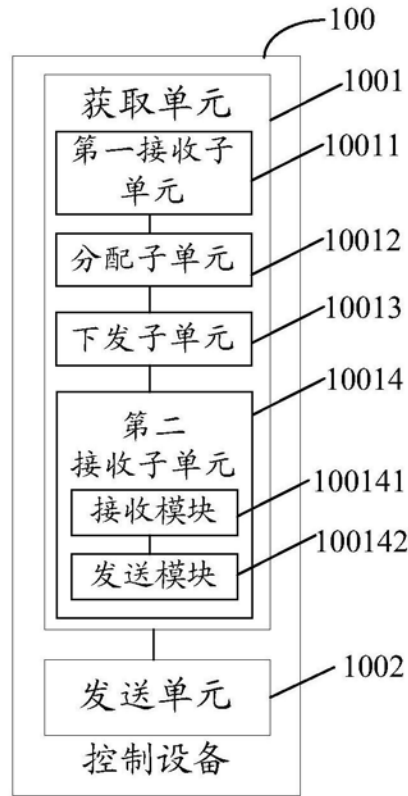 100
获取单元
1001
第一接收子
单元
10011
分配子单元
10012
下发子单元
10013
第二
接收子单元
10014
接收模块
100141
发送模块
100142
发送单元
1002
控制设备